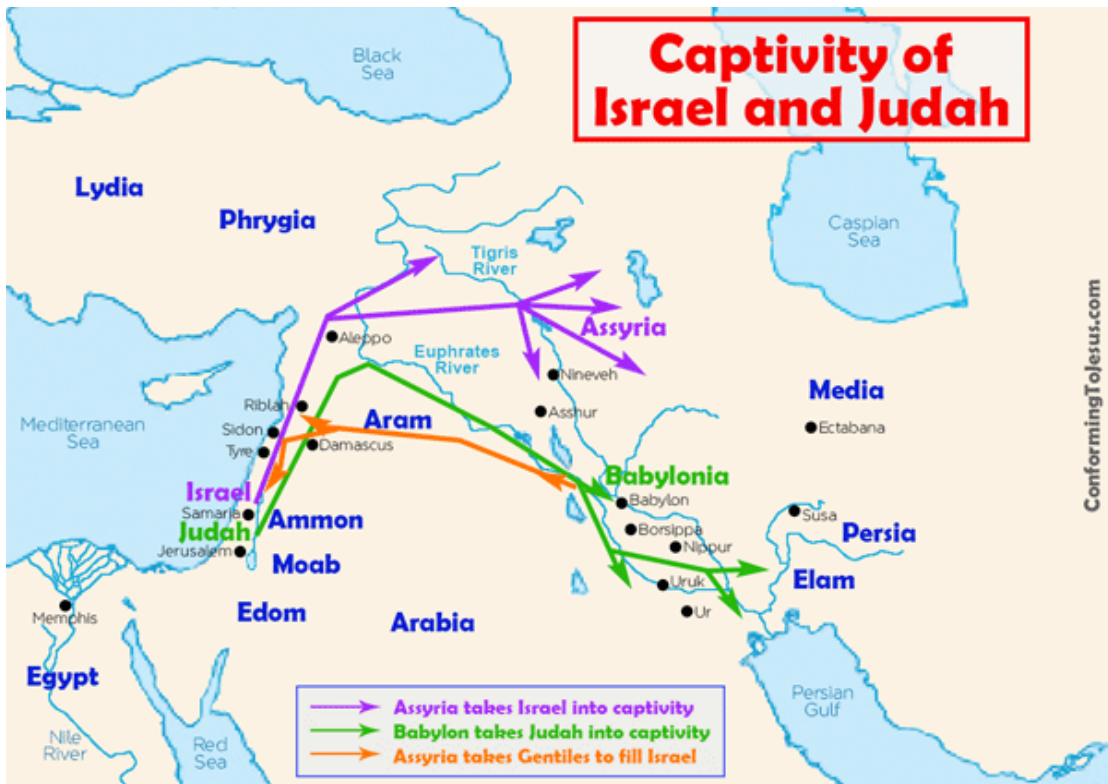 Captivity of
Israel and Judah
Black
Sea
Lydia
Phrygia
Caspian
Sea
Tigris
River
Assyria
Aleppo
Euphrates
River
Nineveh
Media
Riblah
Asshur
Mediterranean
Sea
Aram
Ectabana
Sidon
Damascus
Tyre
Babylonia
Israel
Babylon
Samaria
Ammon
Susa
Judah
Borsippa
Persia
Jerusalem
Nippur
Moab
Elam
Uruk
Memphis
Edom
Ur
Arabia
Egypt
Persian
Gulf
Nile
River
Red
Sea
Assyria takes Israel into captivity
Babylon takes Judah into captivity
Assyria takes Gentiles to fill Israel
ConformingToJesus.com